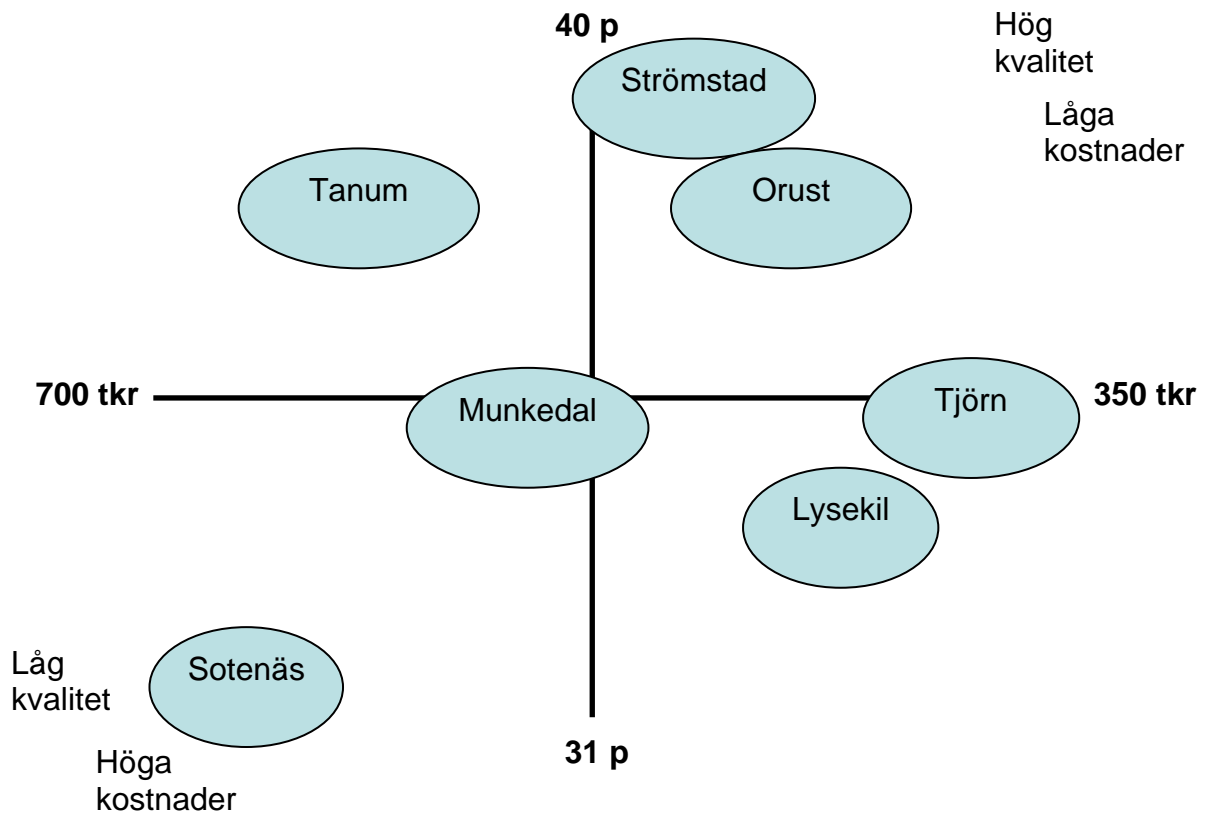 40 p
Hög
kvalitet
Strömstad
Låga
kostnader
Tanum
Orust
700 tkr
Munkedal
Tjörn
350 tkr
Lysekil
Låg
kvalitet
Sotenäs
31 p
Höga
kostnader